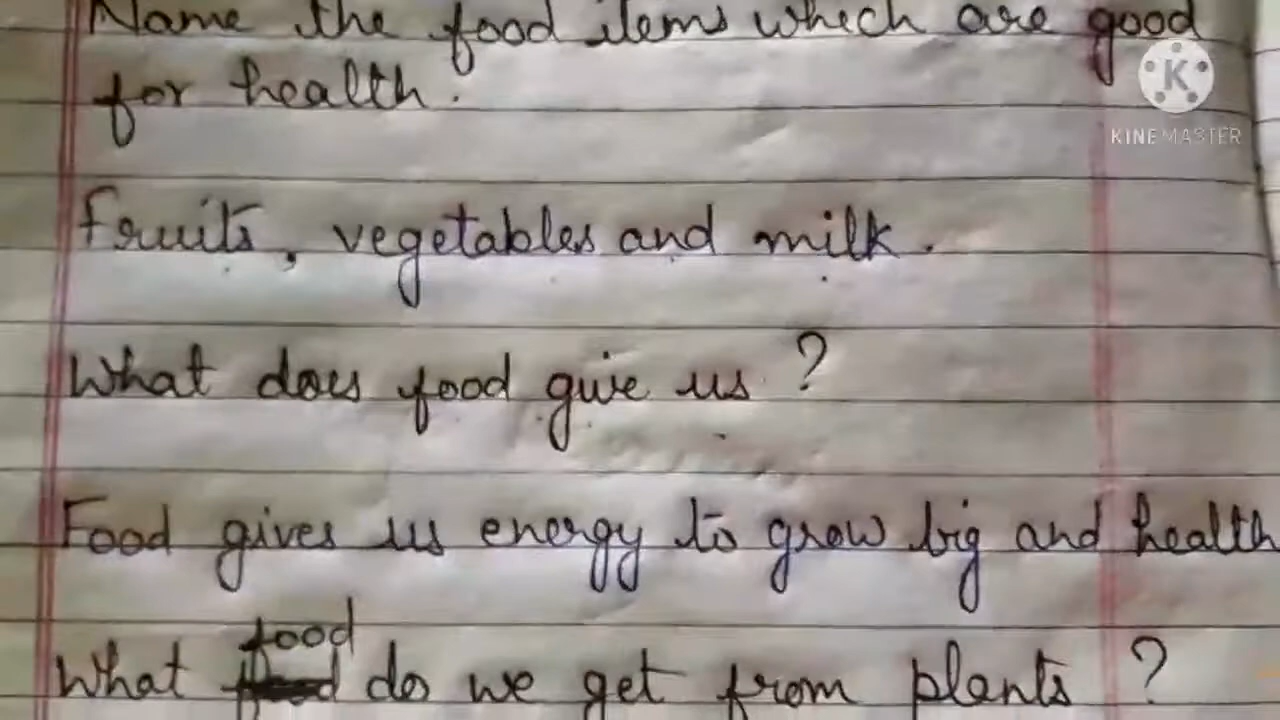 Name the food items which are good
for health.
K
KINEMASTER
Fruits, vegetables and milk.
What does food give us ?
Food gives us energy to grow big and health
food
What do we get from plants ?